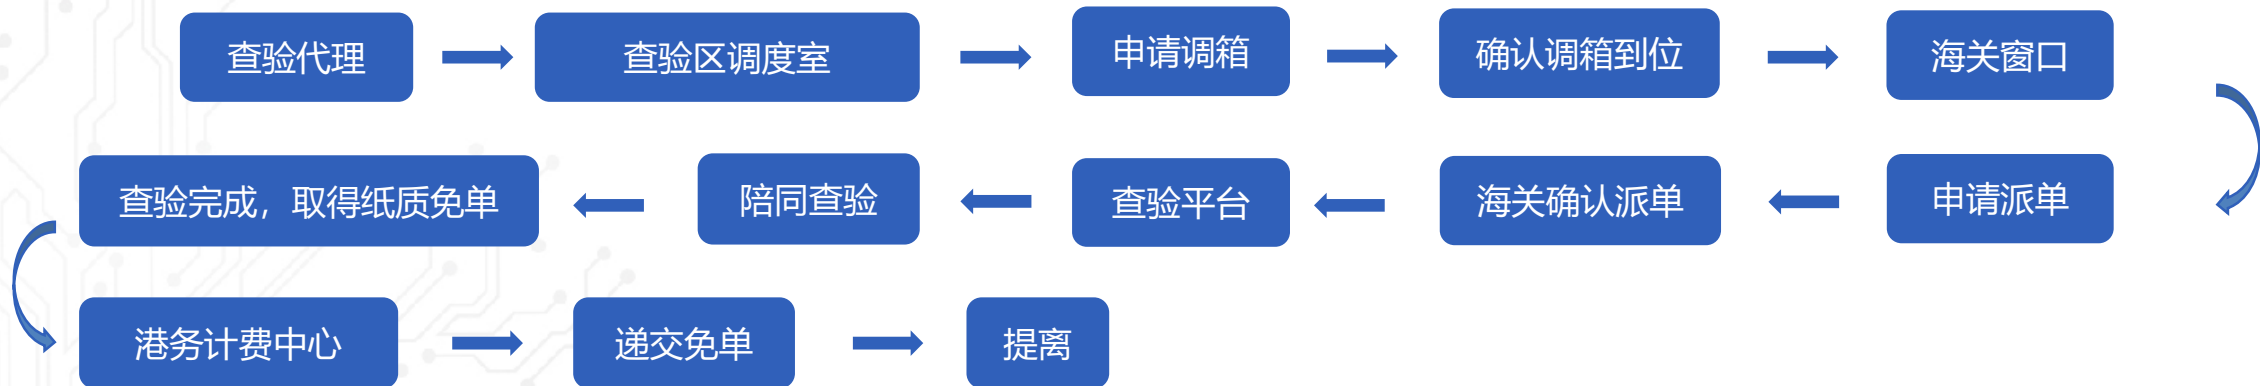 查验代理
查验区调度室
申请调箱
确认调箱到位
海关窗口
申请派单
海关确认派单
查验平台
陪同查验
查验完成，取得纸质免单
港务计费中心
递交免单
提离